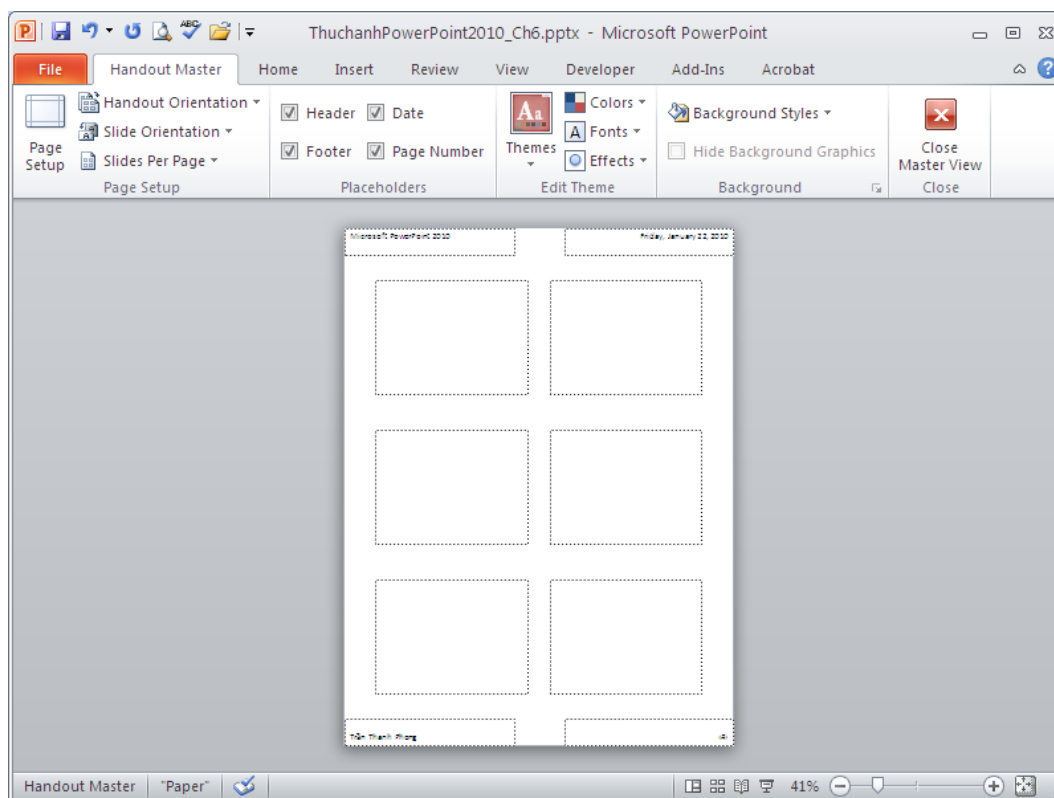 ThuchanhPowerPoint2010_Ch6.pptx - Microsoft PowerPoint
File Handout Master Home Insert Review View Developer Add-Ins Acrobat
Handout Orientation
Slide Orientation
Slides Per Page
Page Setup
Page Setup
Header Date
Footer Page Number
Placeholders
Aa
Themes
Colors
A Fonts
Effects
Edit Theme
Background Styles
Hide Background Graphics
Background
Close Master View
Close
Microsoft PowerPoint 2010
Friday, January 22, 2010
Trần Thanh Phong
‹#›
Handout Master "Paper" 41%